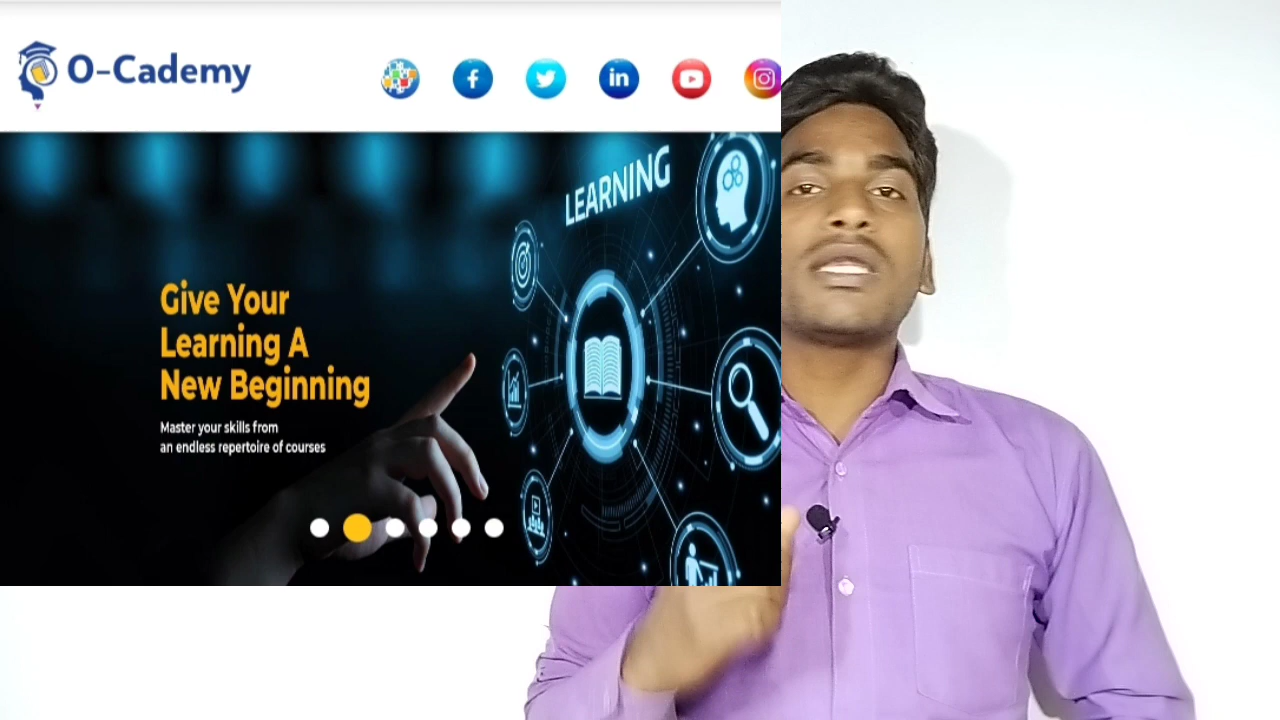 O-Cademy
LEARNING
Give Your
Learning A
New Beginning
Master your skills from
an endless repertoire of courses